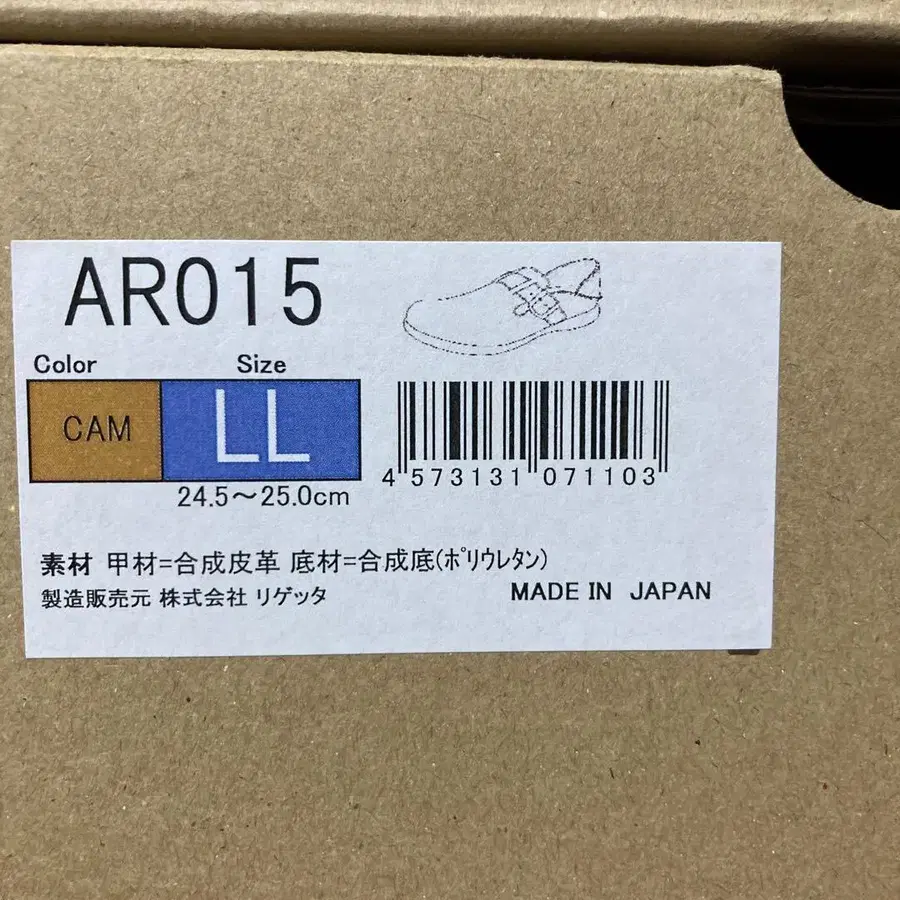 AR015
Color Size
CAM LL
24.5～25.0cm
4 573131 071103
素材 甲材=合成皮革 底材=合成底(ﾎﾟﾘｳﾚﾀﾝ)
製造販売元 株式会社 リゲッタ MADE IN JAPAN